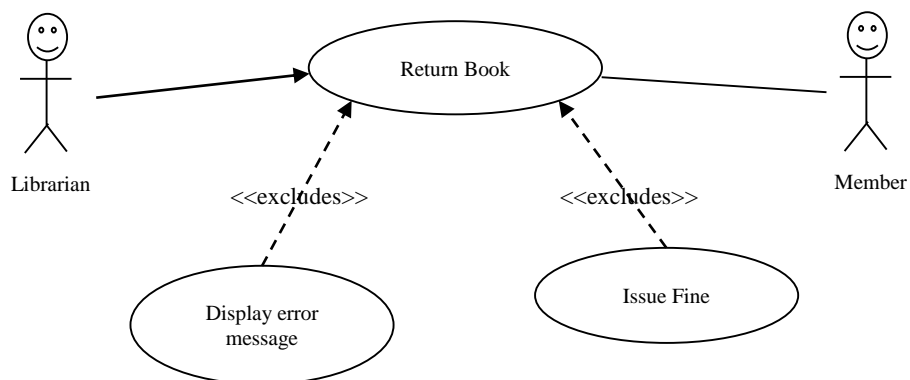 Return Book
Librarian
Member
<<excludes>>
<<excludes>>
Display error
message
Issue Fine